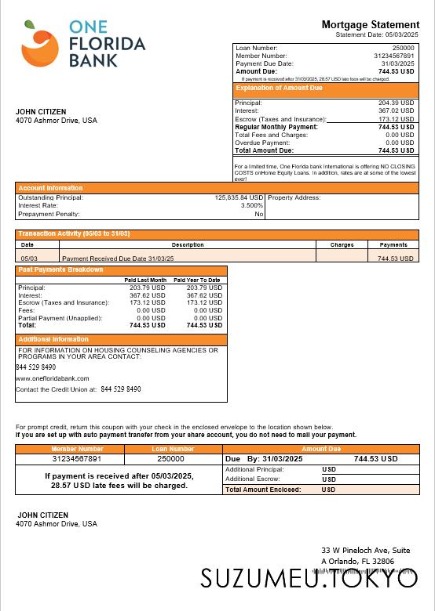 ONE
FLORIDA
BANK
Mortgage Statement
Statement Date: 05/03/2025
Loan Number: 250000
Member Number: 31234567891
Payment Due Date: 31/03/2025
Amount Due: 744.53 USD
If payment is received after 31/03/2025, 28.57 USD late fee will be charged.
Explanation of Amount Due
Principal: 204.39 USD
Interest: 367.02 USD
Escrow (Taxes and Insurance): 173.12 USD
Regular Monthly Payment: 744.53 USD
Total Fees and Charges: 0.00 USD
Overdue Payment: 0.00 USD
Total Amount Due: 744.53 USD
JOHN CITIZEN
4070 Ashmor Drive, USA
For a limited time, One Florida bank international is offering NO CLOSING
COSTS on Home Equity Loans. In addition, rates are at some of the lowest
ever!
Account Information
Outstanding Principal: 125,635.84 USD Property Address:
Interest Rate: 3.500%
Prepayment Penalty: No
Transaction Activity (05/03 to 31/03)
Date Description Charges Payments
05/03 Payment Received Due Date 31/03/25 744.53 USD
Past Payments Breakdown
Paid Last Month Paid Year To Date
Principal: 203.79 USD 203.79 USD
Interest: 367.62 USD 367.62 USD
Escrow (Taxes and Insurance): 173.12 USD 173.12 USD
Fees: 0.00 USD 0.00 USD
Partial Payment (Unapplied): 0.00 USD 0.00 USD
Total: 744.53 USD 744.53 USD
Additional Information
FOR INFORMATION ON HOUSING COUNSELING AGENCIES OR
PROGRAMS IN YOUR AREA CONTACT:
844 529 8490
www.onefloridabank.com
Contact the Credit Union at: 844 529 8490
For prompt credit, return this coupon with your check in the enclosed envelope to the location shown below.
If you are set up with auto payment transfer from your share account, you do not need to mail your payment.
Member Number Loan Number Amount Due
31234567891 250000 Due By: 31/03/2025 744.53 USD
If payment is received after 05/03/2025,
28.57 USD late fees will be charged.
Additional Principal: USD
Additional Escrow: USD
Total Amount Enclosed: USD
JOHN CITIZEN
4070 Ashmor Drive, USA
33 W Pineloch Ave, Suite
A Orlando, FL 32806
SUZUMEU.TOKYO